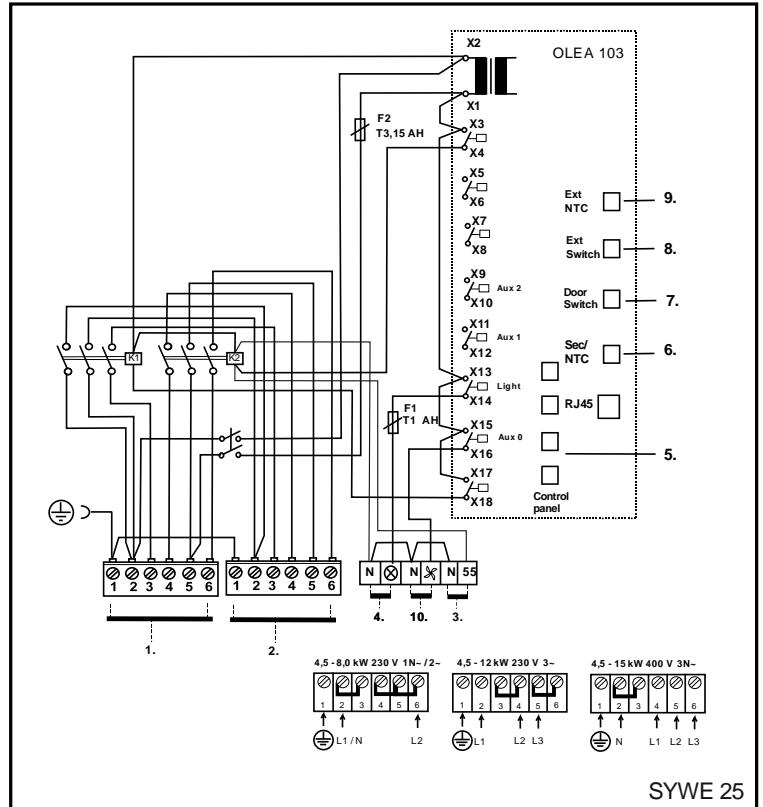 X2
OLEA 103
X1
F2
T3,15 AH
X3
X4
X5
X6
Ext
NTC
9.
X7
X8
Ext
Switch
8.
X9
Aux 2
X10
Door
Switch
7.
X11
Aux 1
X12
Sec/
NTC
6.
K1
K2
X13
Light
X14
F1
T1 AH
RJ45
X15
Aux 0
X16
5.
X17
X18
Control
panel
1 2 3 4 5 6
1 2 3 4 5 6
N N N 55
4. 10. 3.
1. 2.
4,5 - 8,0 kW 230 V 1N~ / 2~
1 2 3 4 5 6
L1 / N L2
4,5 - 12 kW 230 V 3~
1 2 3 4 5 6
L1 L2 L3
4,5 - 15 kW 400 V 3N~
1 2 3 4 5 6
N L1 L2 L3
SYWE 25